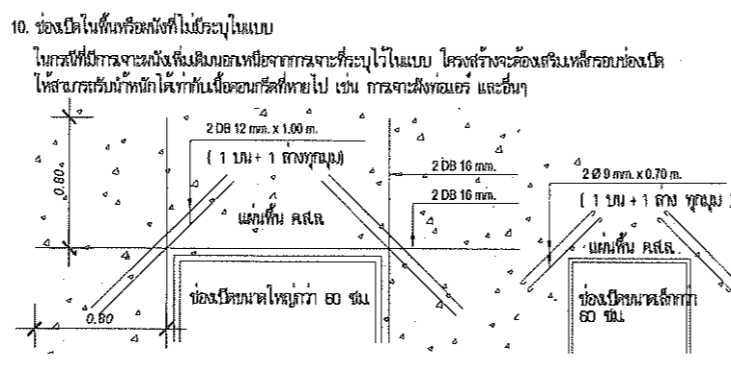 10. ช่องเปิดในพื้นหรือผนังที่ไม่มีระบุในแบบ
ในกรณีที่มีการเจาะผนังเพิ่มเติมนอกเหนือจากการเจาะที่ระบุไว้ในแบบ โครงสร้างจะต้องเสริมเหล็กรอบช่องเปิด
ให้สามารถรับน้ำหนักได้เท่ากับเนื้อคอนกรีตที่หายไป เช่น การเจาะฝังท่อแอร์ และอื่นๆ
2 DB 12 mm. x 1.00 m.
( 1 บน + 1 ล่างทุกมุม)
2 DB 16 mm.
2 DB 16 mm.
2 Ø 9 mm. x 0.70 m.
( 1 บน + 1 ล่าง ทุกมุม )
0.80
แผ่นพื้น ค.ส.ล.
แผ่นพื้น ค.ส.ล.
ช่องเปิดขนาดใหญ่กว่า 60 ซม.
ช่องเปิดขนาดเล็กกว่า
60 ซม.
0.80